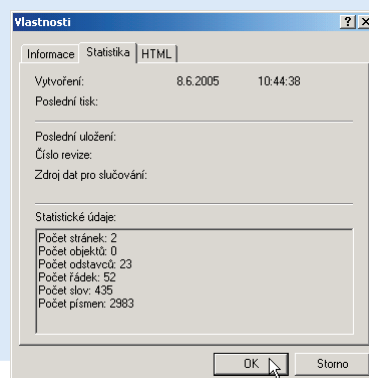 Vlastnosti
Informace Statistika HTML
Vytvoření: 8.6.2005 10:44:38
Poslední tisk:
Poslední uložení:
Číslo revize:
Zdroj dat pro slučování:
Statistické údaje:
Počet stránek: 2
Počet objektů: 0
Počet odstavců: 23
Počet řádek: 52
Počet slov: 435
Počet písmen: 2983
OK Storno